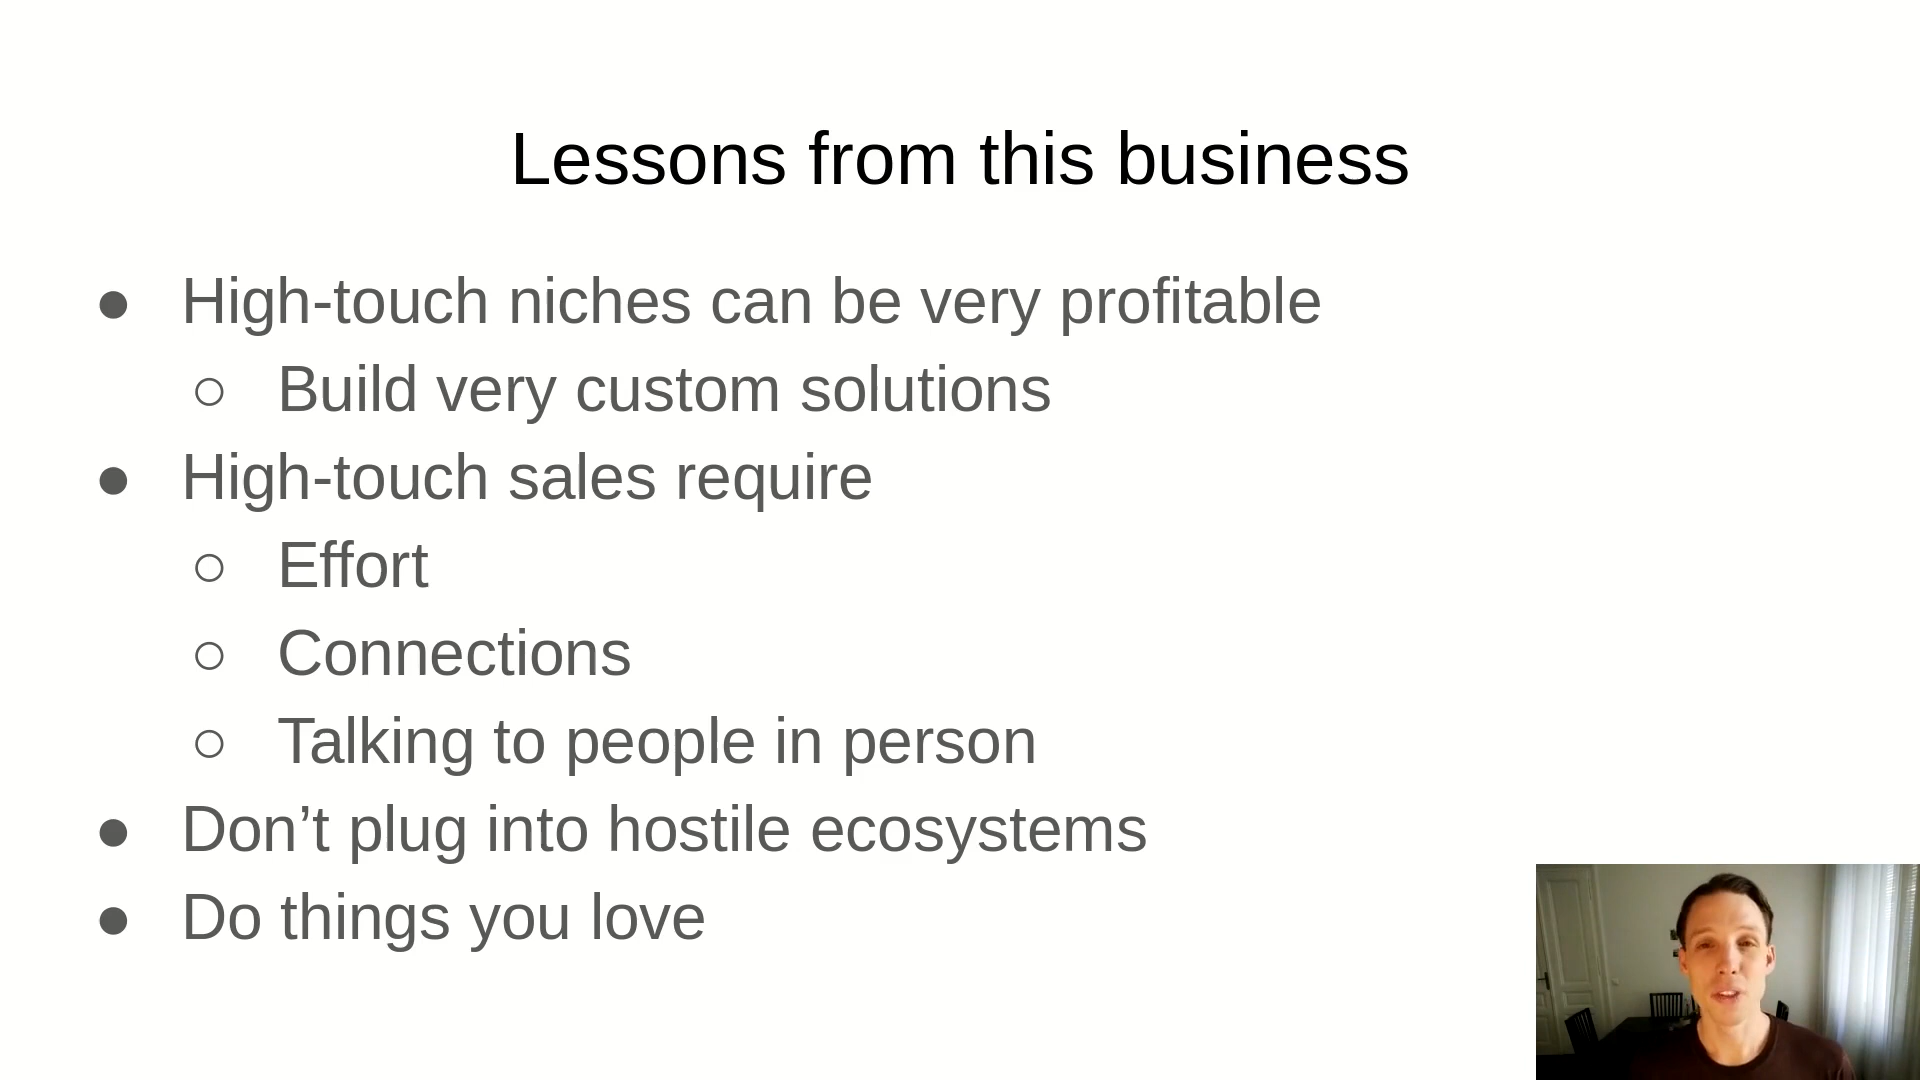 Lessons from this business
● High-touch niches can be very profitable
○ Build very custom solutions
● High-touch sales require
○ Effort
○ Connections
○ Talking to people in person
● Don’t plug into hostile ecosystems
● Do things you love